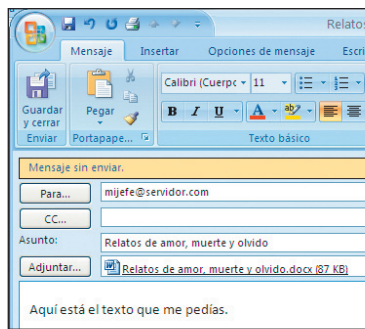 Relatos
Mensaje Insertar Opciones de mensaje Escri
Calibri (Cuerpc 11
Guardar y cerrar
Pegar
N K S A ab
Enviar Portapape... Texto básico
Mensaje sin enviar.
Para... mijefe@servidor.com
CC...
Asunto: Relatos de amor, muerte y olvido
Adjuntar... Relatos de amor, muerte y olvido.docx (87 KB)
Aquí está el texto que me pedías.